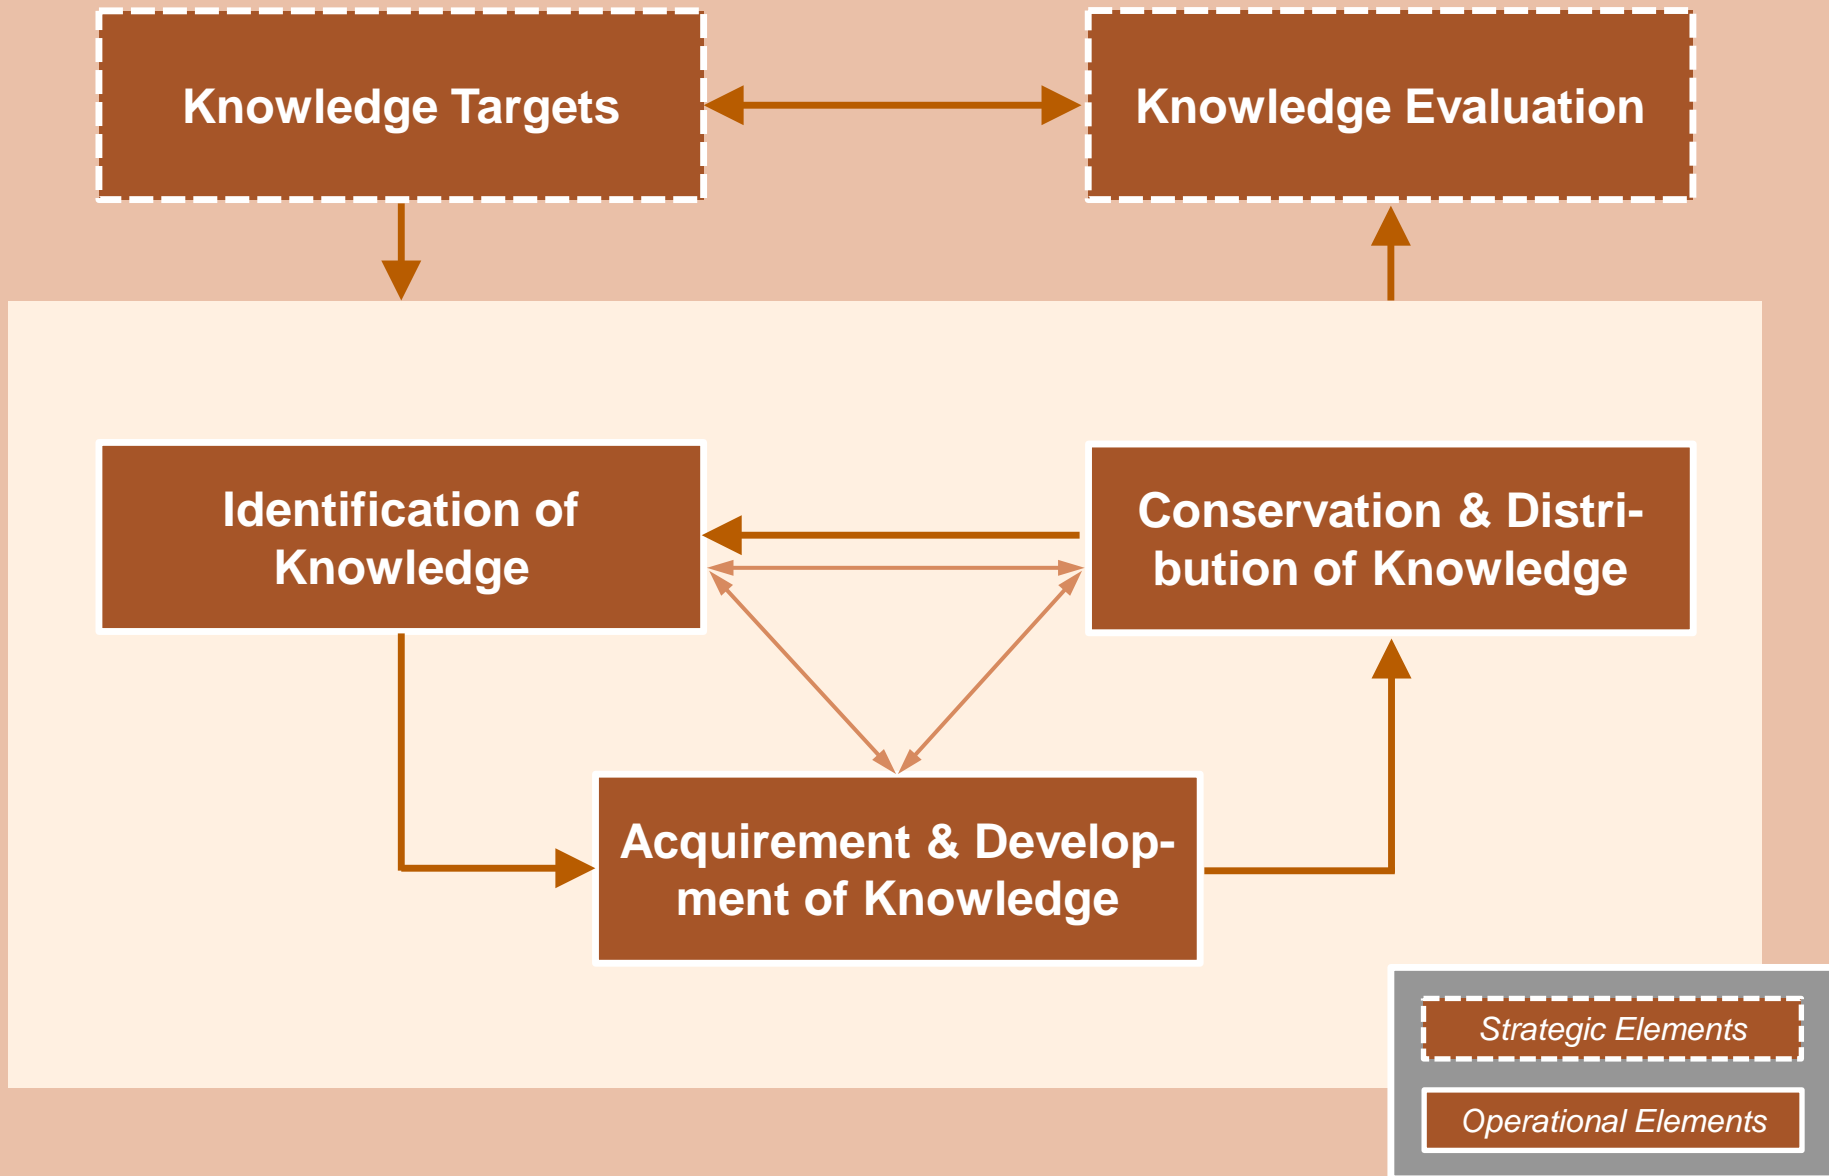 Knowledge Targets
Knowledge Evaluation
Identification of
Knowledge
Conservation & Distri-
bution of Knowledge
Acquirement & Develop-
ment of Knowledge
Strategic Elements
Operational Elements